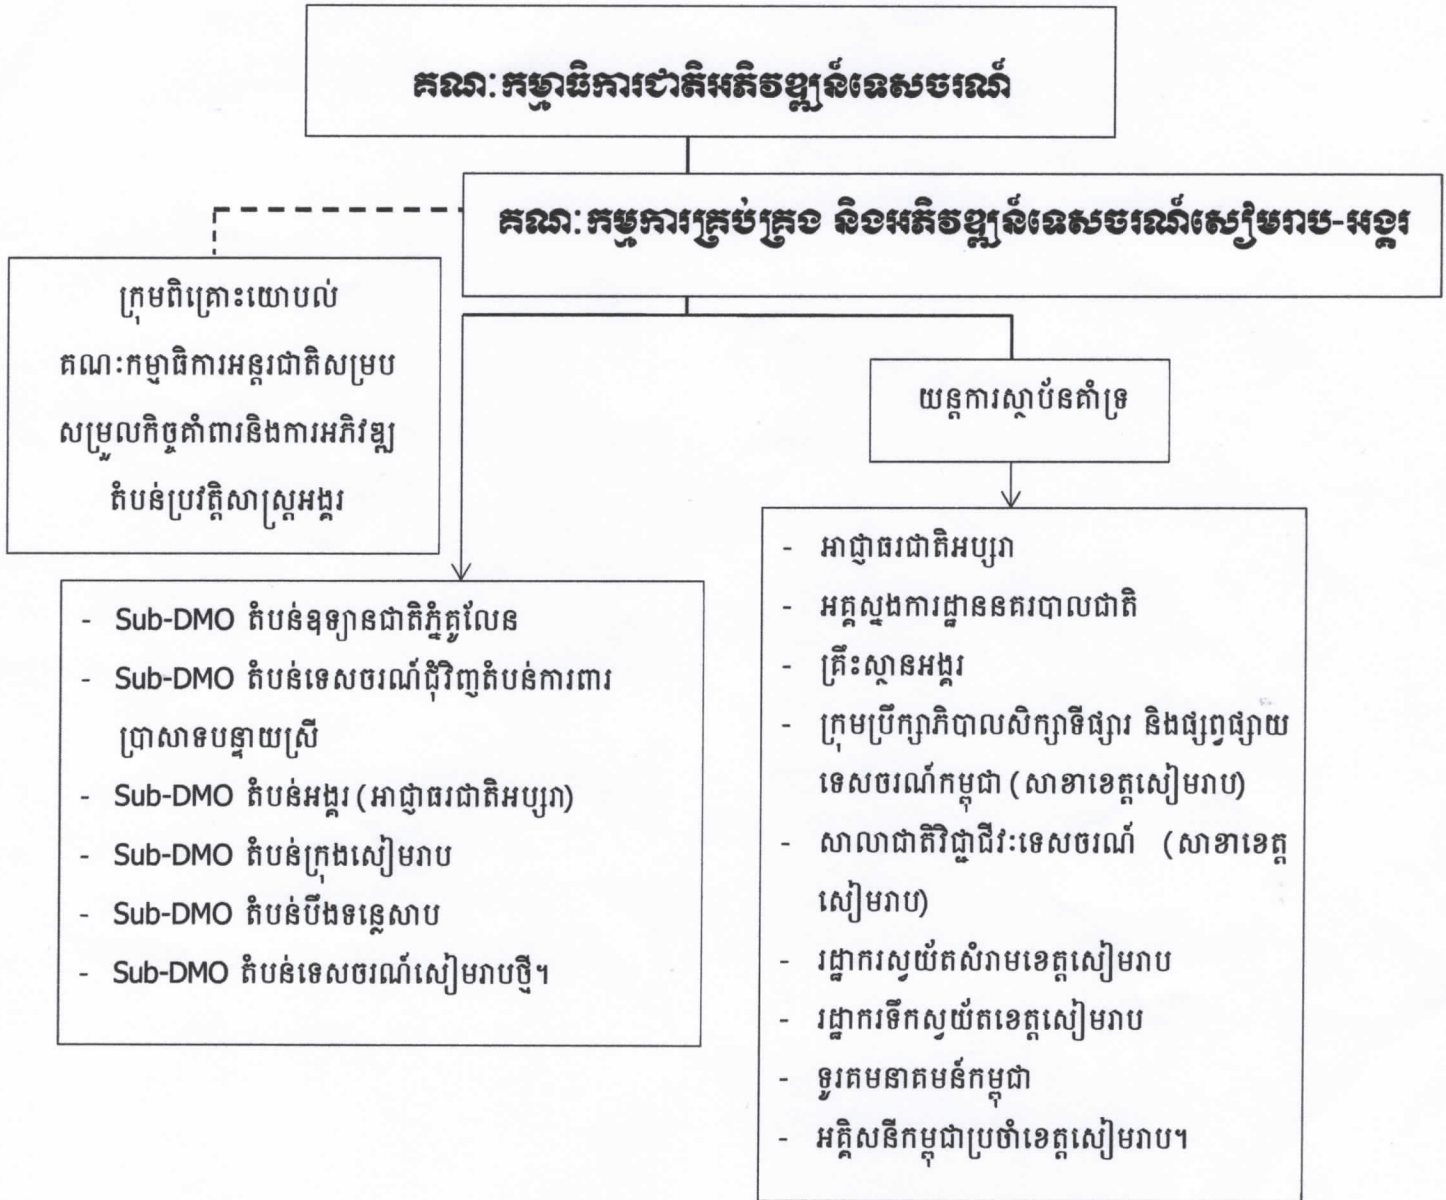 គណៈកម្មាធិការជាតិអភិវឌ្ឍន៍ទេសចរណ៍
គណៈកម្មការគ្រប់គ្រង និងអភិវឌ្ឍន៍ទេសចរណ៍សៀមរាប-អង្គរ
ក្រុមពិគ្រោះយោបល់
គណៈកម្មាធិការអន្តរជាតិសម្រប
សម្រួលកិច្ចគាំពារនិងការអភិវឌ្ឍ
តំបន់ប្រវត្តិសាស្ត្រអង្គរ
យន្តការស្ថាប័នគាំទ្រ
- Sub-DMO តំបន់ឧទ្យានជាតិភ្នំគូលែន
- Sub-DMO តំបន់ទេសចរណ៍ជុំវិញតំបន់ការពារ
ប្រាសាទបន្ទាយស្រី
- Sub-DMO តំបន់អង្គរ (អាជ្ញាធរជាតិអប្សរា)
- Sub-DMO តំបន់ក្រុងសៀមរាប
- Sub-DMO តំបន់បឹងទន្លេសាប
- Sub-DMO តំបន់ទេសចរណ៍សៀមរាបថ្មី។
- អាជ្ញាធរជាតិអប្សរា
- អគ្គស្នងការដ្ឋាននគរបាលជាតិ
- គ្រឹះស្ថានអង្គរ
- ក្រុមប្រឹក្សាភិបាលសិក្សាទីផ្សារ និងផ្សព្វផ្សាយ
ទេសចរណ៍កម្ពុជា (សាខាខេត្តសៀមរាប)
- សាលាជាតិវិជ្ជាជីវៈទេសចរណ៍ (សាខាខេត្ត
សៀមរាប)
- រដ្ឋាករស្វយ័តសំរាមខេត្តសៀមរាប
- រដ្ឋាករទឹកស្វយ័តខេត្តសៀមរាប
- ទូរគមនាគមន៍កម្ពុជា
- អគ្គិសនីកម្ពុជាប្រចាំខេត្តសៀមរាប។